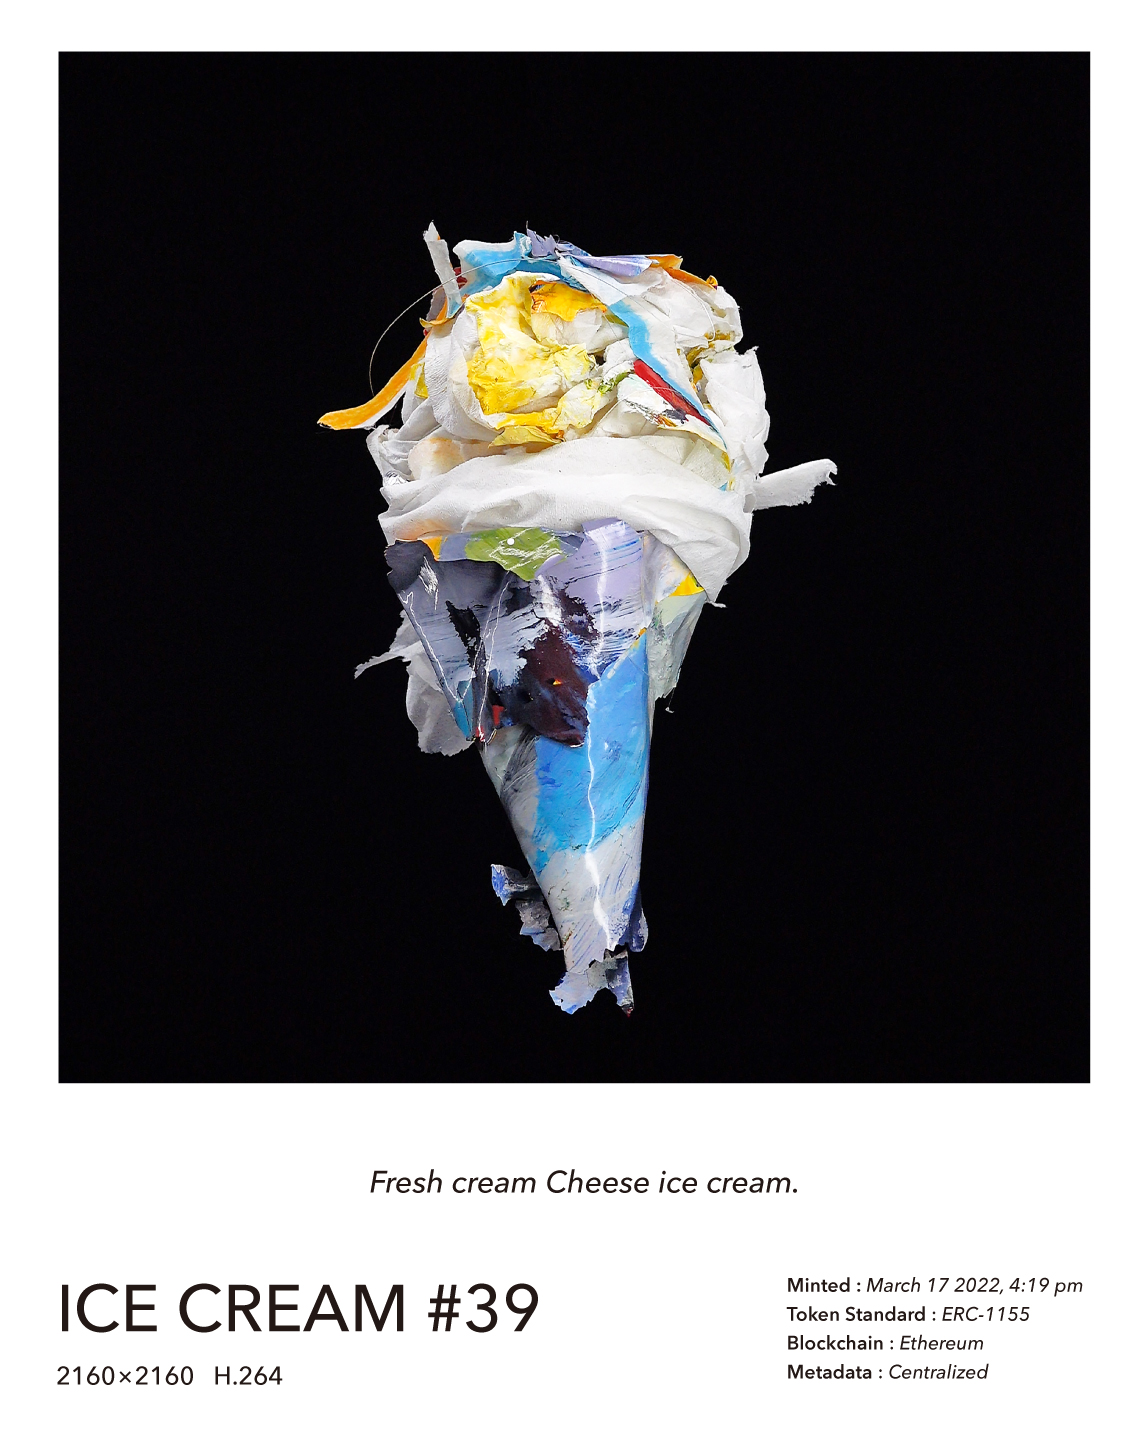 Fresh cream Cheese ice cream.
ICE CREAM #39
2160×2160 H.264
Minted : March 17 2022, 4:19 pm
Token Standard : ERC-1155
Blockchain : Ethereum
Metadata : Centralized